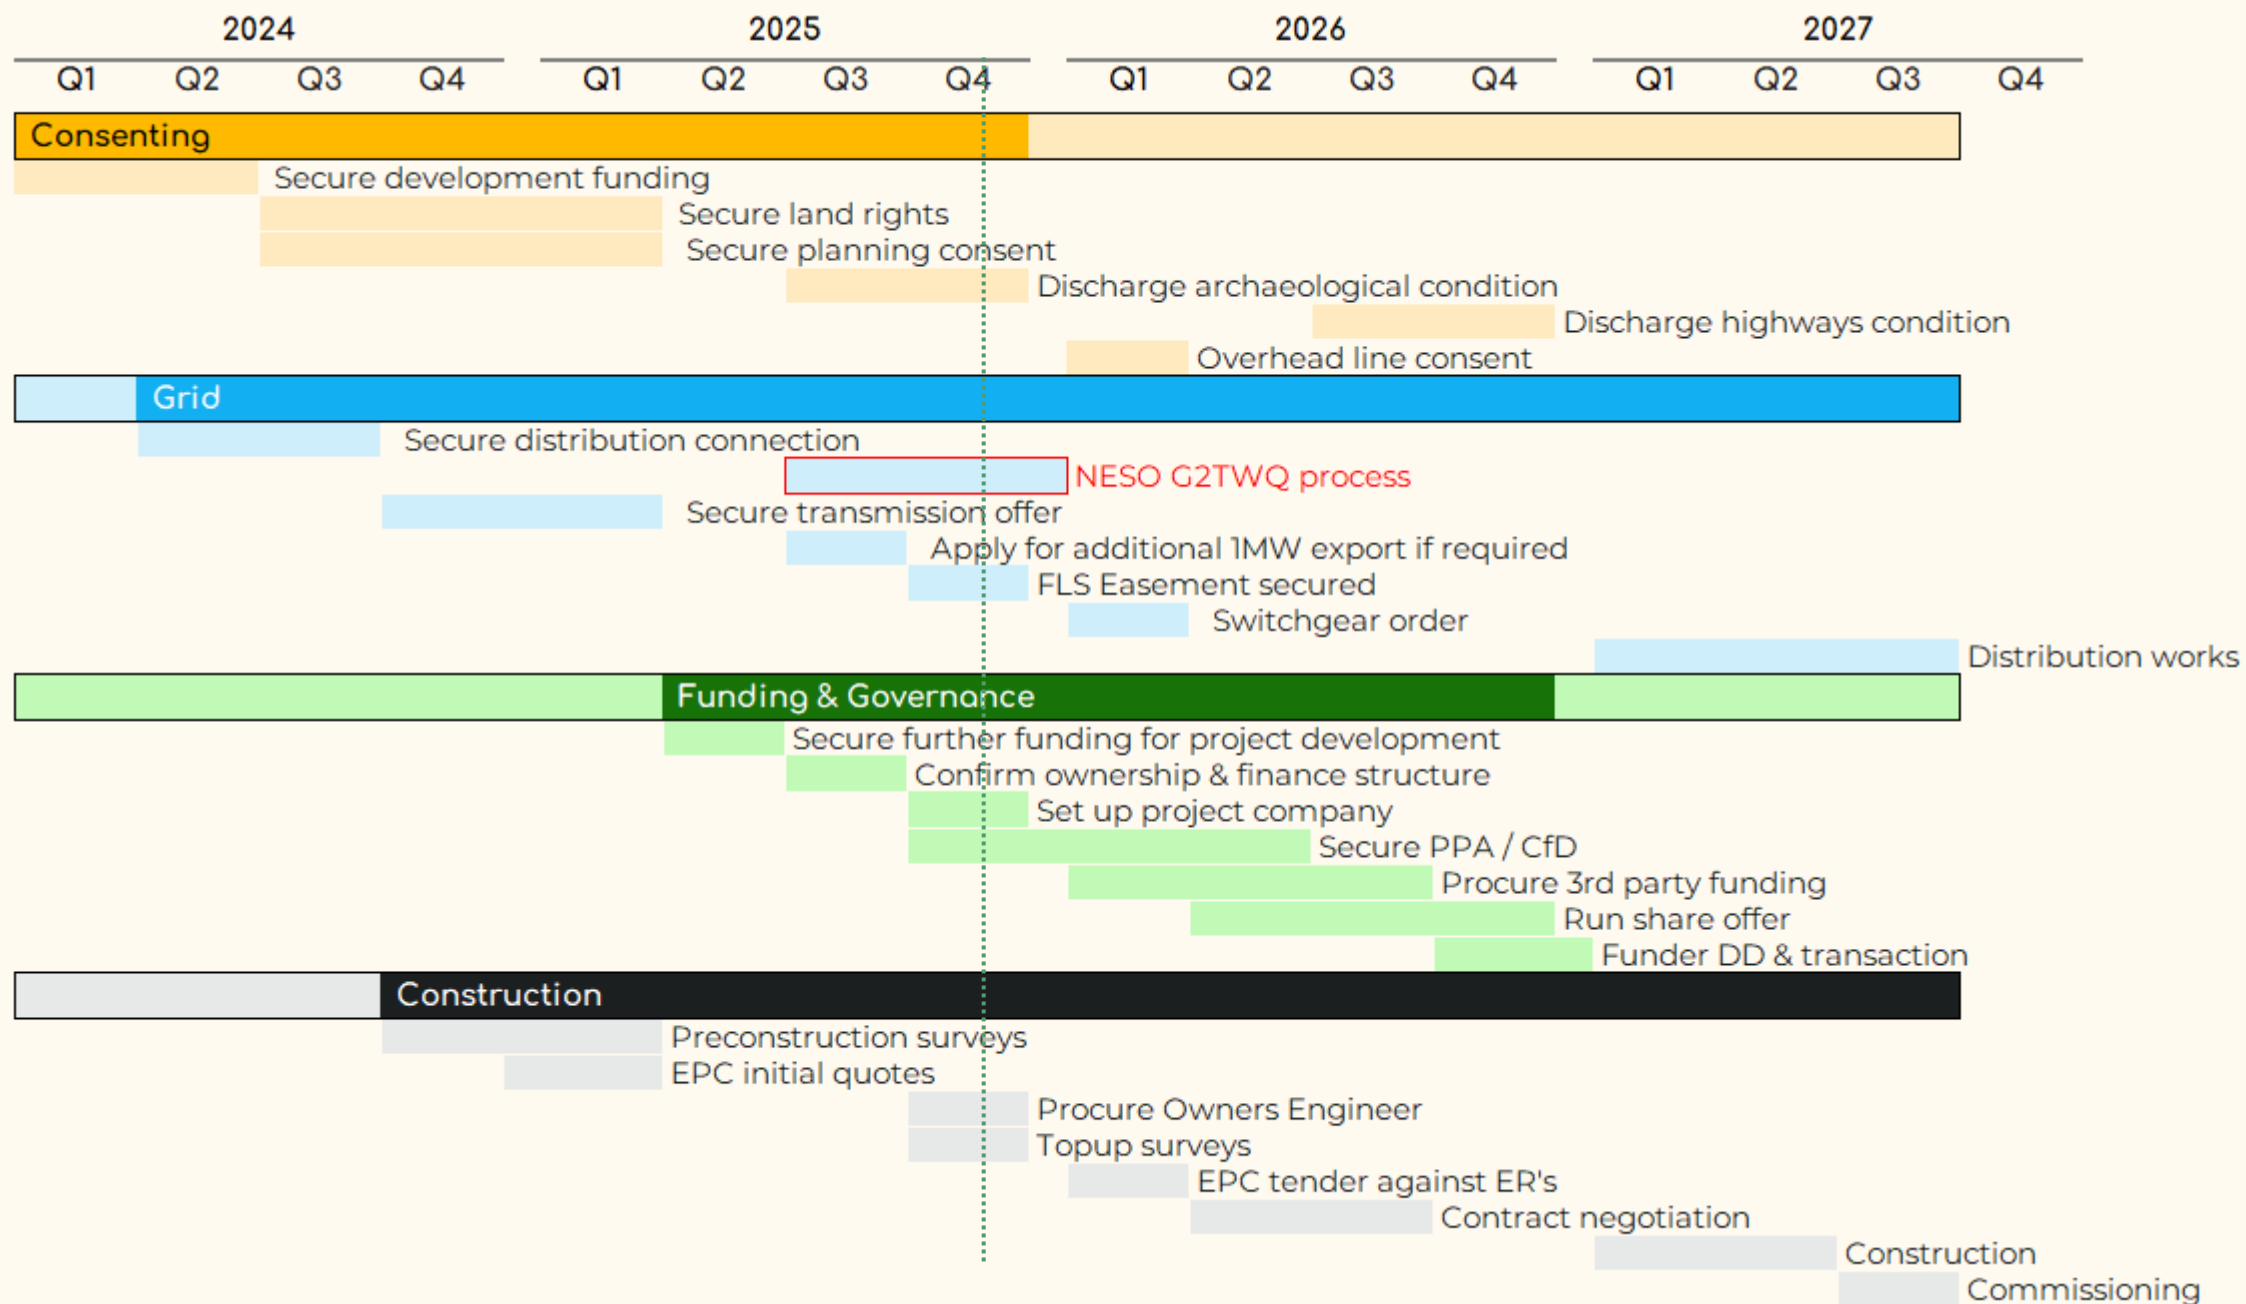 2024 2025 2026 2027
Q1 Q2 Q3 Q4 Q1 Q2 Q3 Q4 Q1 Q2 Q3 Q4 Q1 Q2 Q3 Q4
Consenting
Secure development funding
Secure land rights
Secure planning consent
Discharge archaeological condition
Discharge highways condition
Overhead line consent
Grid
Secure distribution connection
NESO G2TWQ process
Secure transmission offer
Apply for additional 1MW export if required
FLS Easement secured
Switchgear order
Distribution works
Funding & Governance
Secure further funding for project development
Confirm ownership & finance structure
Set up project company
Secure PPA / CfD
Procure 3rd party funding
Run share offer
Funder DD & transaction
Construction
Preconstruction surveys
EPC initial quotes
Procure Owners Engineer
Topup surveys
EPC tender against ER's
Contract negotiation
Construction
Commissioning